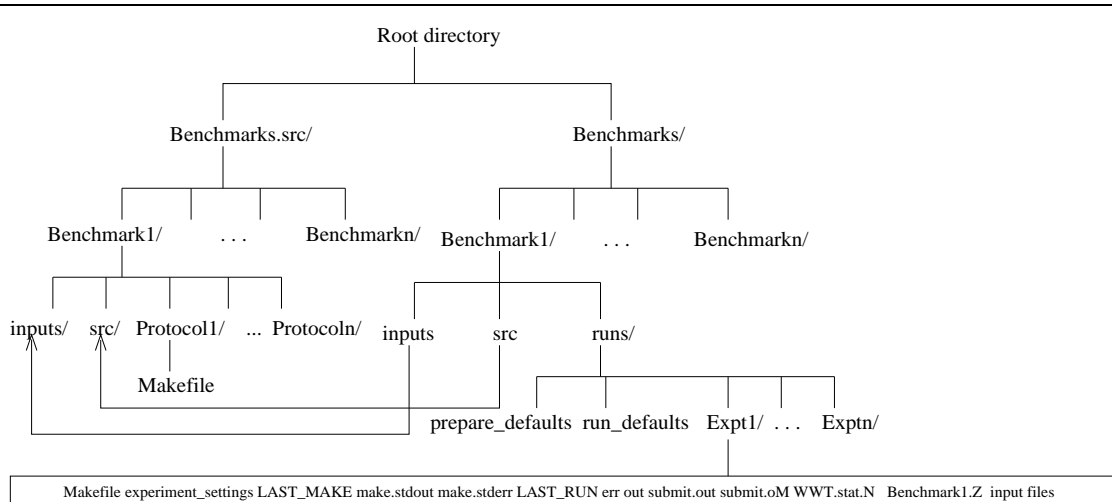 Root directory
Benchmarks.src/ Benchmarks/
Benchmark1/ . . . Benchmarkn/ Benchmark1/ . . . Benchmarkn/
inputs/ src/ Protocol1/ ... Protocoln/ inputs src runs/
Makefile
prepare_defaults run_defaults Expt1/ . . . Exptn/
Makefile experiment_settings LAST_MAKE make.stdout make.stderr LAST_RUN err out submit.out submit.oM WWT.stat.N Benchmark1.Z input files